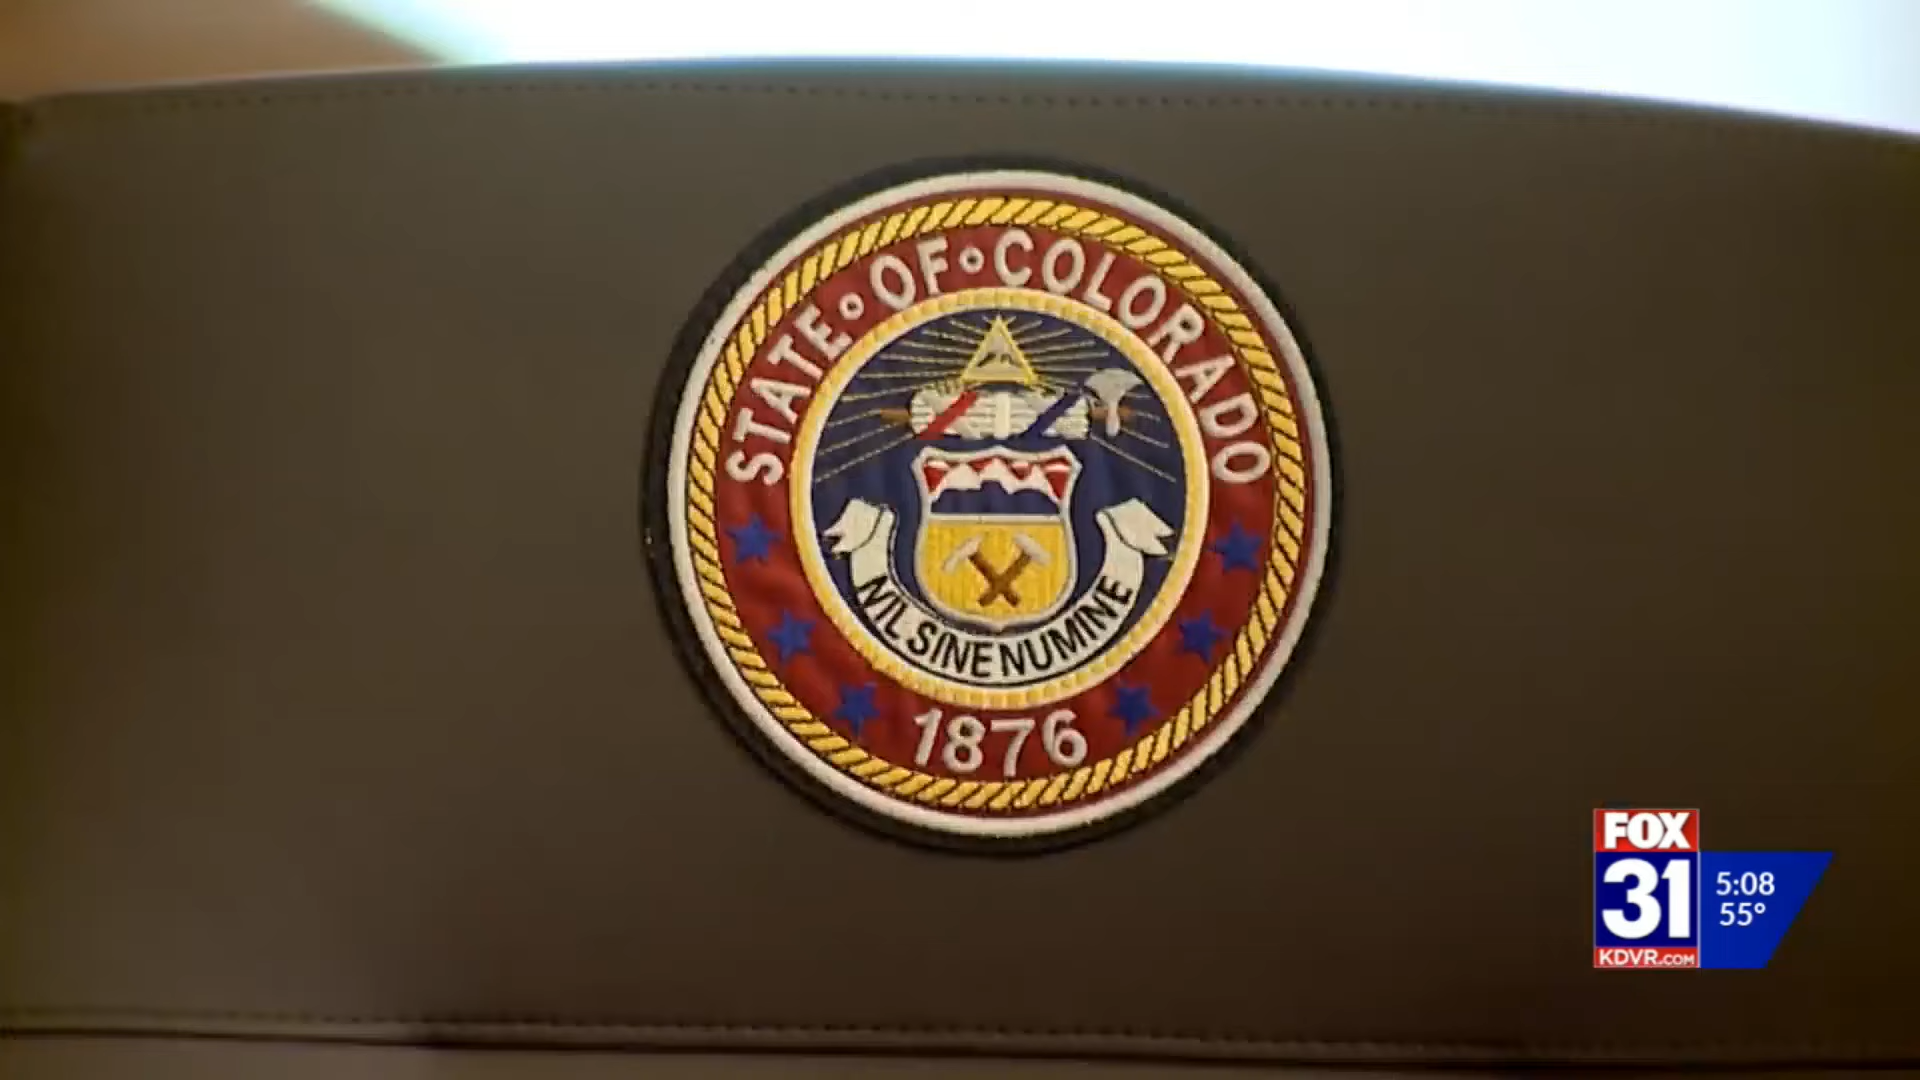 STATE∘OF∘COLORADO
NIL SINE NUMINE
1876
FOX
31
KDVR.COM
5:08
55°